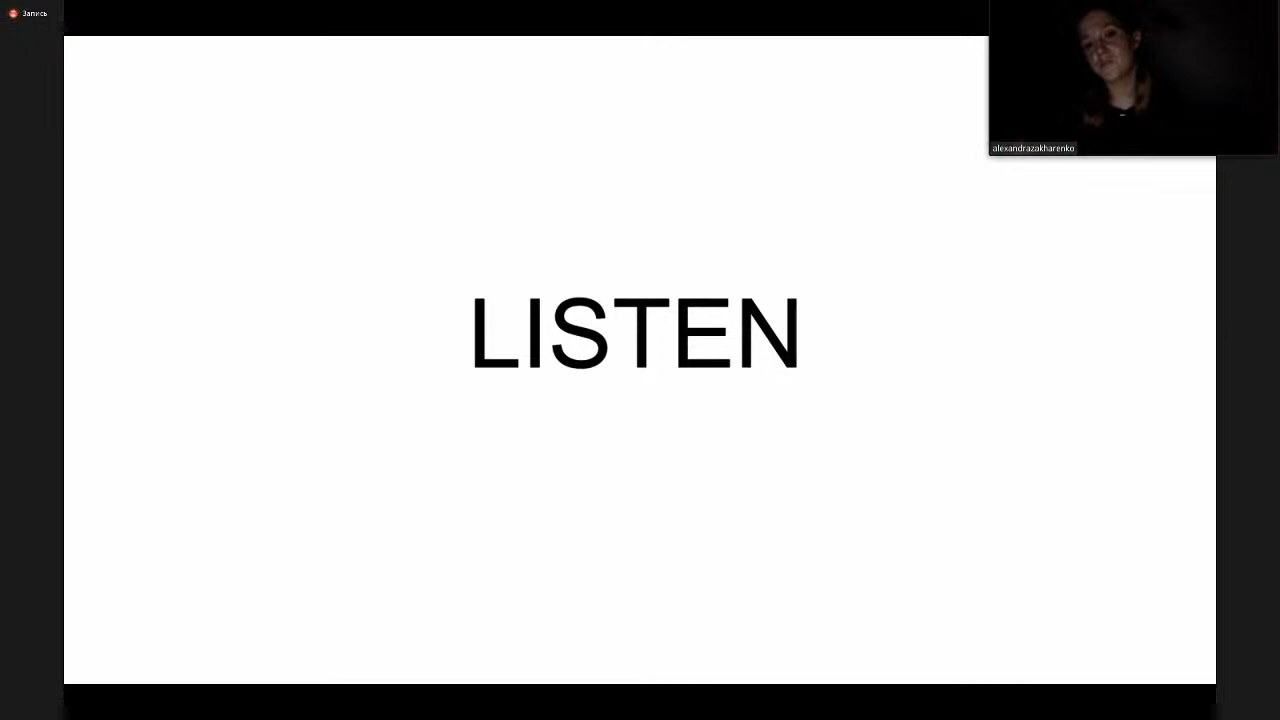 Запись
alexandrazakharenko
LISTEN